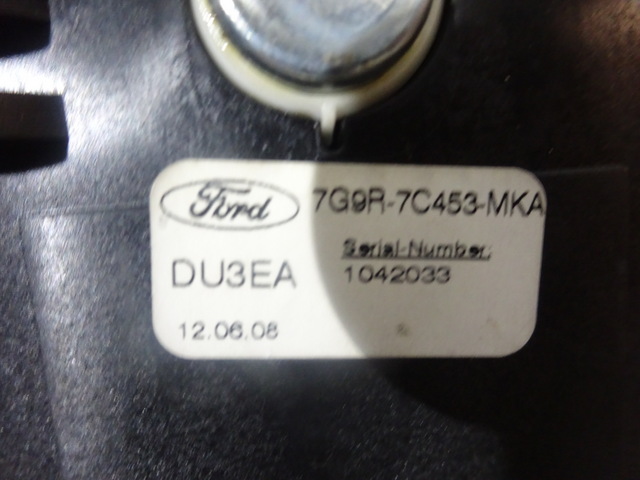 Ford 7G9R-7C453-MKA
Serial-Number:
DU3EA 1042033
12.06.08